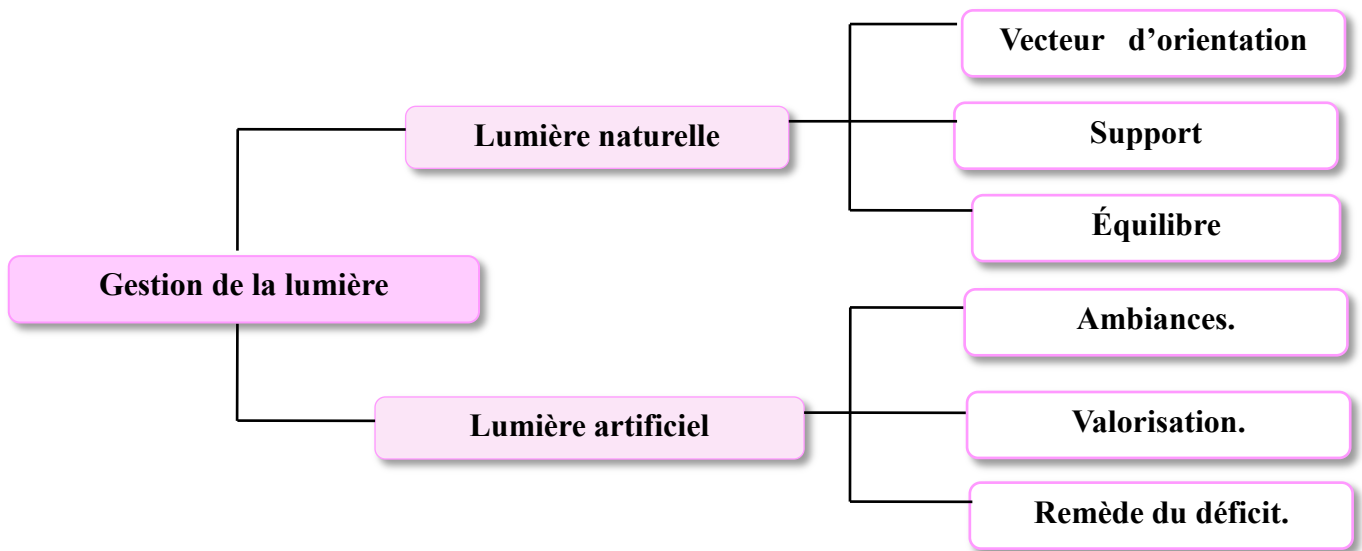 Vecteur d’orientation
Lumière naturelle
Support
Équilibre
Gestion de la lumière
Ambiances.
Lumière artificiel
Valorisation.
Remède du déficit.